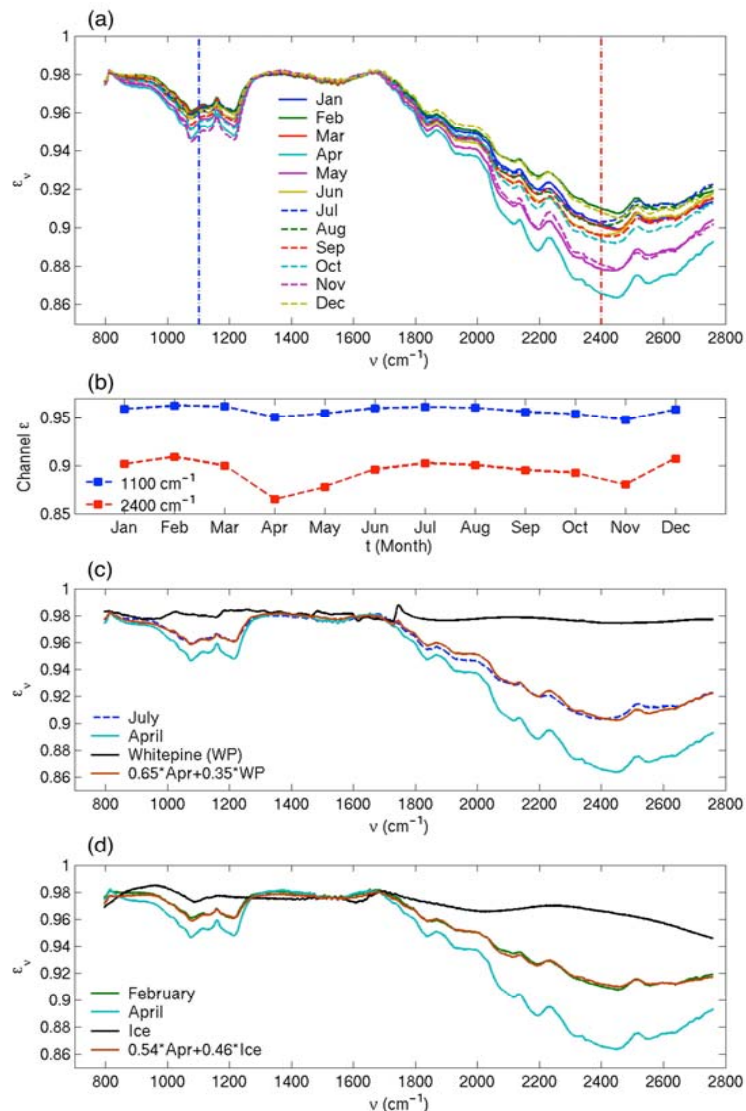 (a)
1
0.98
0.96
0.94
0.92
0.9
0.88
0.86
εν
Jan
Feb
Mar
Apr
May
Jun
Jul
Aug
Sep
Oct
Nov
Dec
800 1000 1200 1400 1600 1800 2000 2200 2400 2600 2800
ν (cm⁻¹)
(b)
0.95
0.9
0.85
Channel ε
1100 cm⁻¹
2400 cm⁻¹
Jan Feb Mar Apr May Jun Jul Aug Sep Oct Nov Dec
t (Month)
(c)
1
0.98
0.96
0.94
0.92
0.9
0.88
0.86
εν
July
April
Whitepine (WP)
0.65*Apr+0.35*WP
800 1000 1200 1400 1600 1800 2000 2200 2400 2600 2800
ν (cm⁻¹)
(d)
1
0.98
0.96
0.94
0.92
0.9
0.88
0.86
εν
February
April
Ice
0.54*Apr+0.46*Ice
800 1000 1200 1400 1600 1800 2000 2200 2400 2600 2800
ν (cm⁻¹)